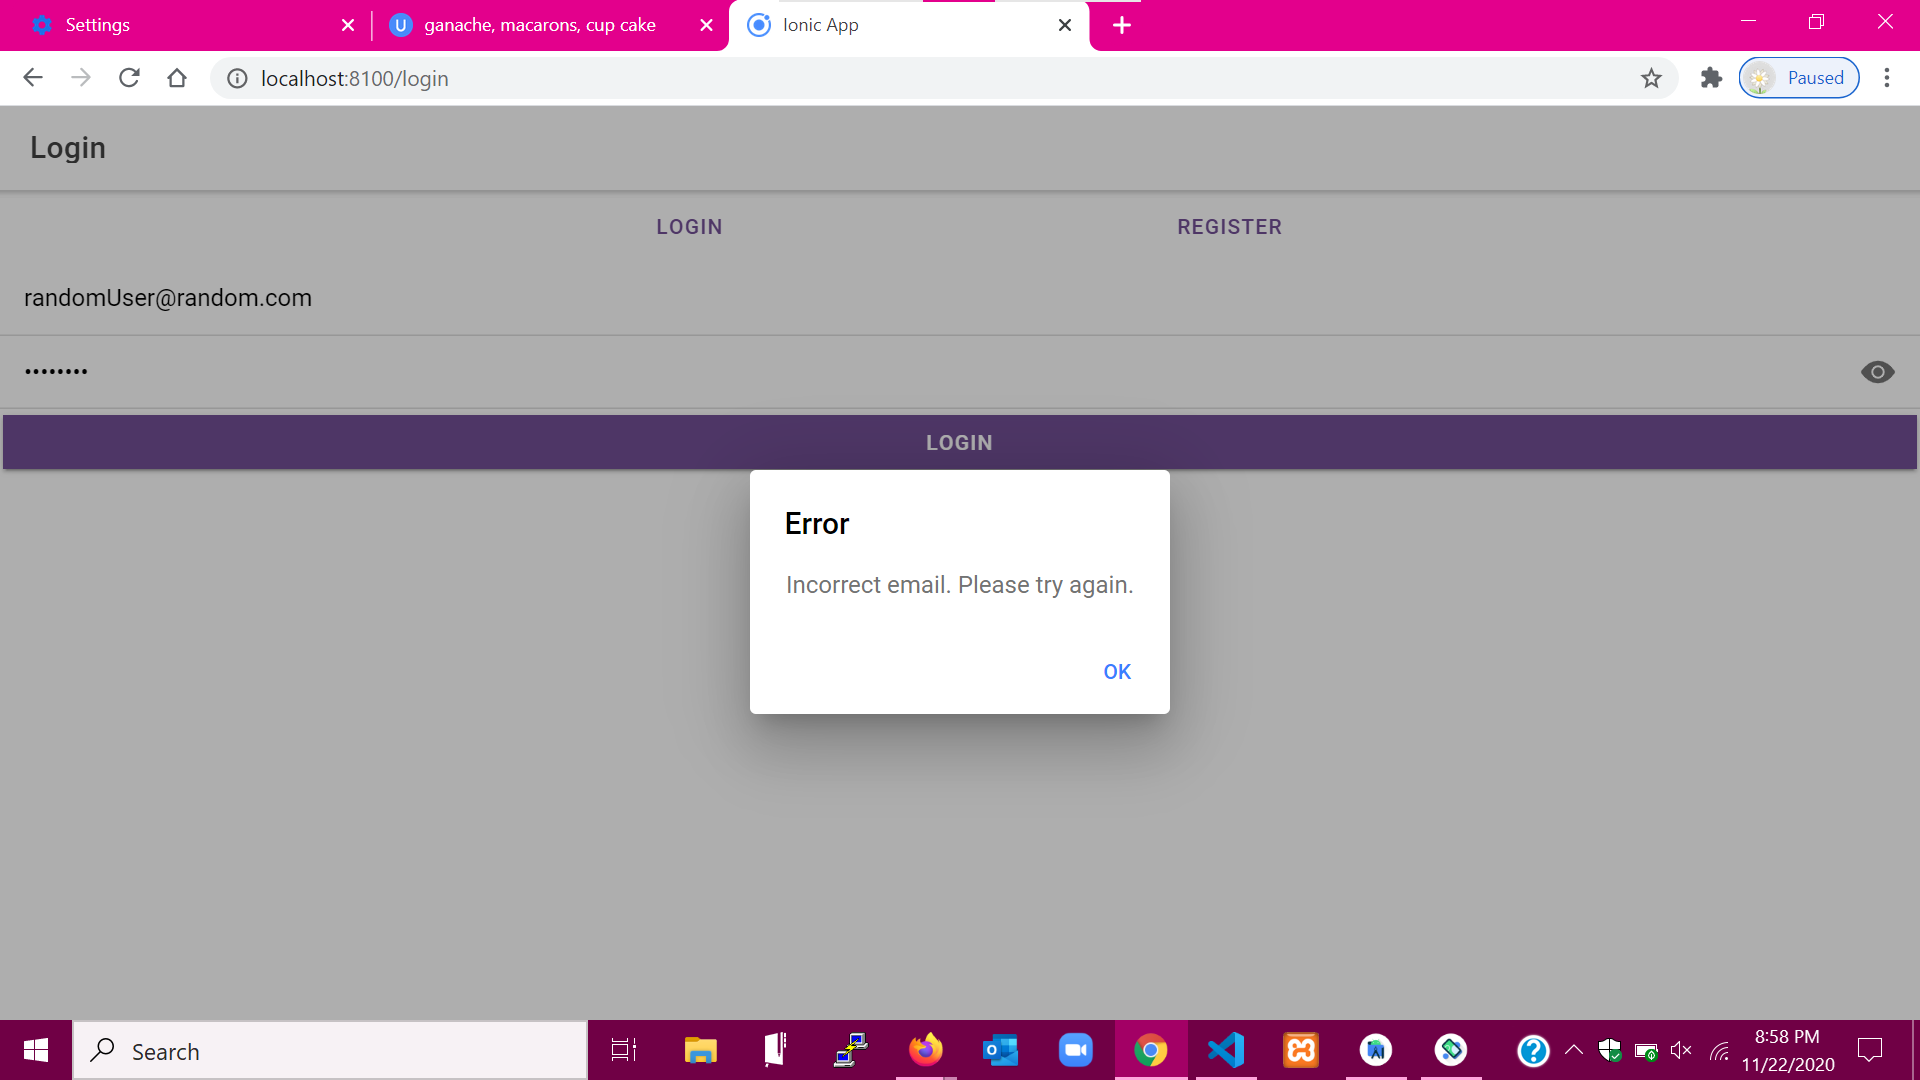 Settings
U ganache, macarons, cup cake
Ionic App
localhost:8100/login
Paused
Login
LOGIN REGISTER
randomUser@random.com
••••••••
LOGIN
Error
Incorrect email. Please try again.
OK
Search
8:58 PM
11/22/2020